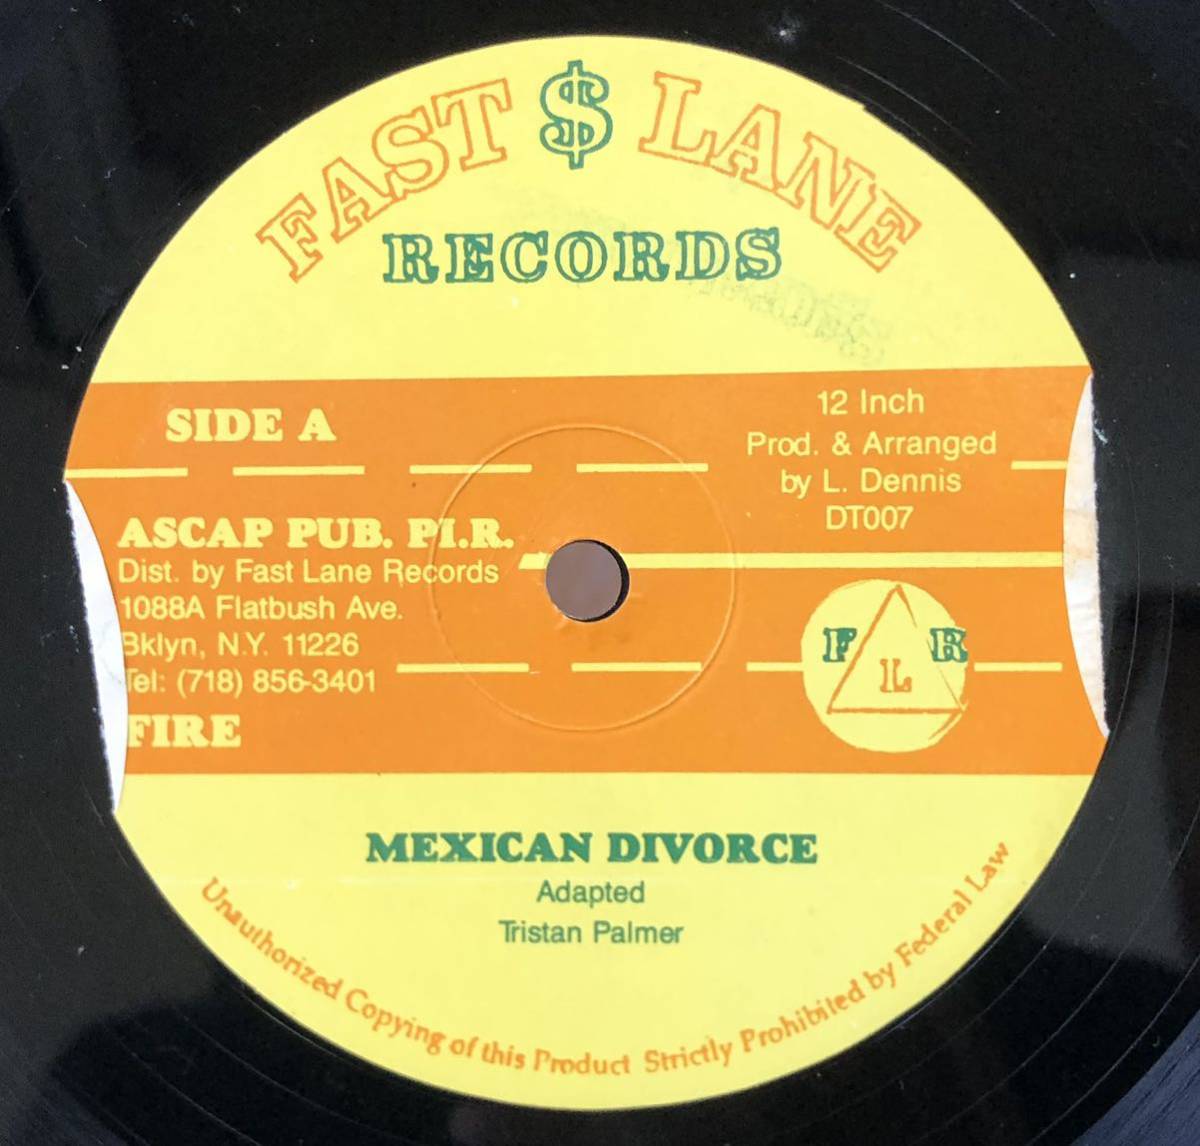 FAST $ LANE
RECORDS
SIDE A
12 Inch
Prod. & Arranged
by L. Dennis
DT007
ASCAP PUB. PI.R.
Dist. by Fast Lane Records
1088A Flatbush Ave.
Bklyn, N.Y. 11226
Tel: (718) 856-3401
FIRE
F L R
MEXICAN DIVORCE
Adapted
Tristan Palmer
Unauthorized Copying of this Product Strictly Prohibited by Federal Law